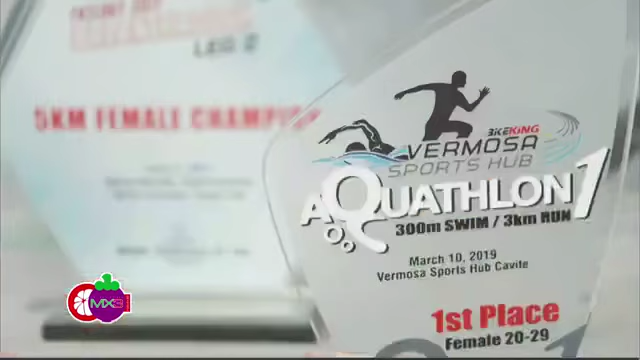 LEG 2
5KM FEMALE CHAMPION
BIKEKING
VERMOSA
SPORTS HUB
AQUATHLON 1
300m SWIM / 3km RUN
March 10, 2019
Vermosa Sports Hub Cavite
1st Place
Female 20-29
MX3